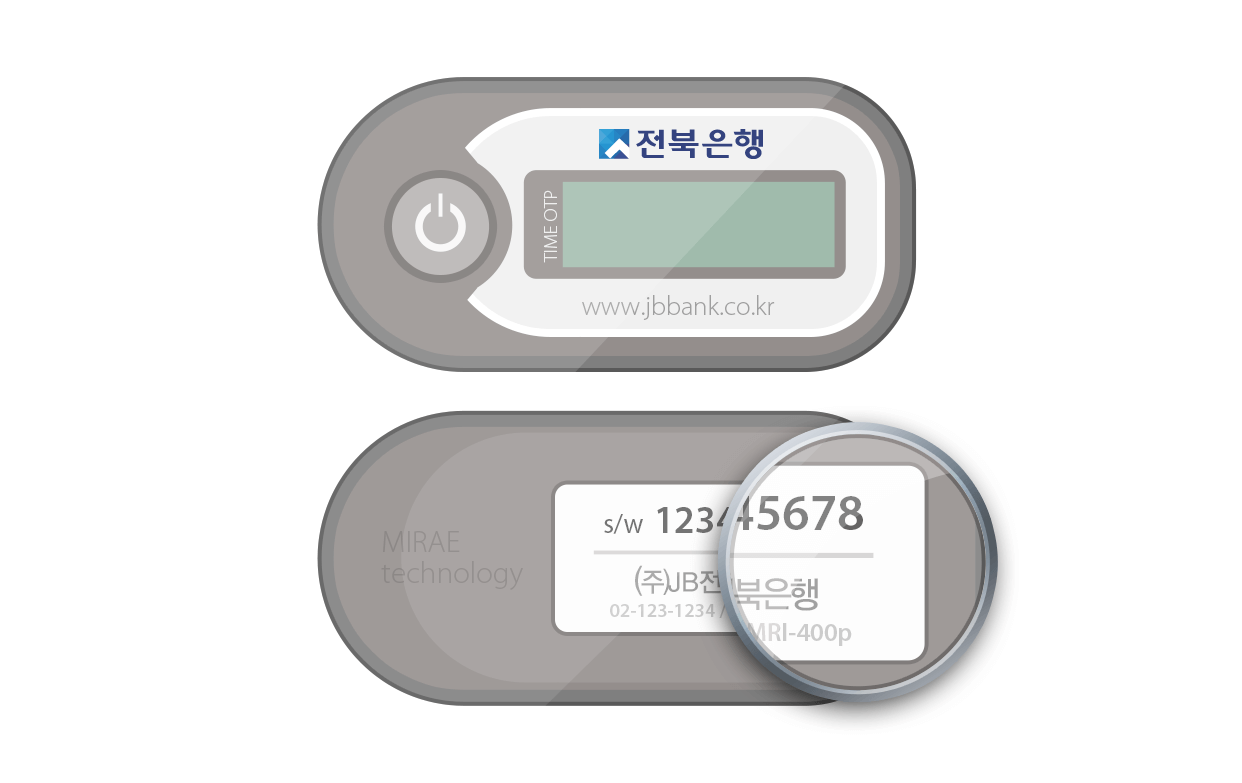 전북은행
TIME OTP
www.jbbank.co.kr
MIRAE
technology
s/w 12345678
(주)JB전북은행
02-123-1234 / MRI-400p